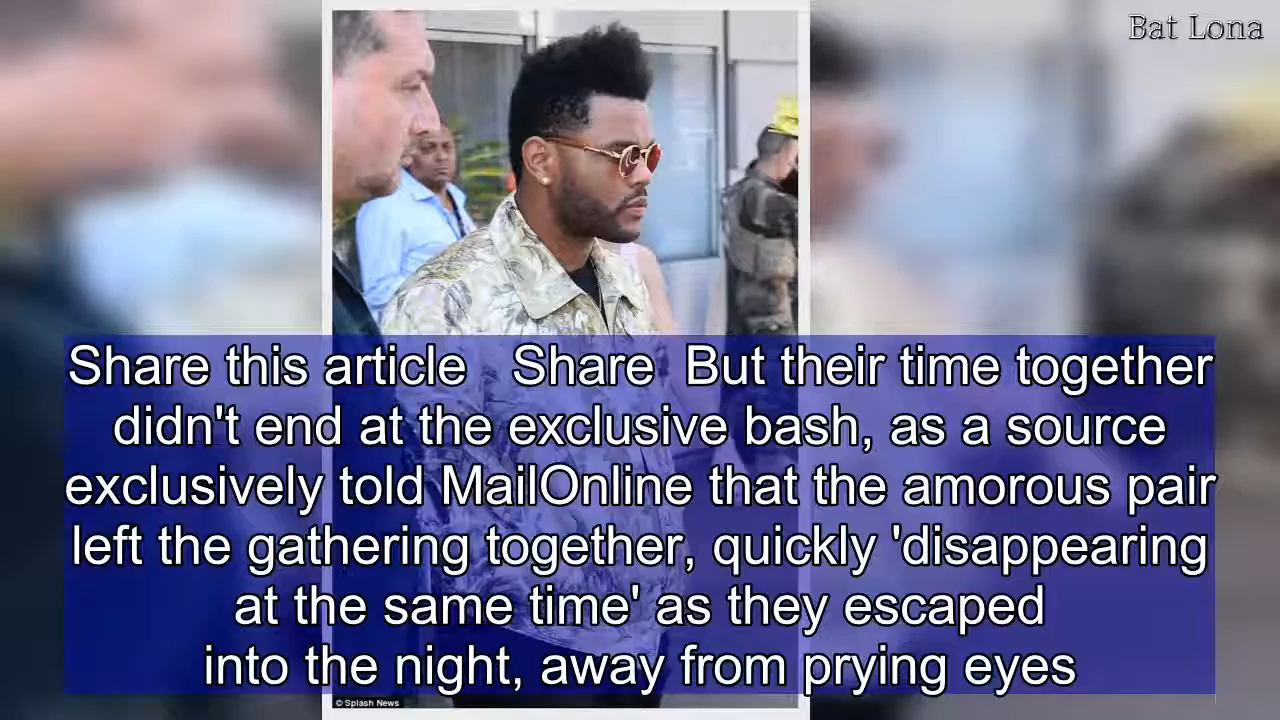 Bat Lona
Share this article   Share  But their time together
didn't end at the exclusive bash, as a source
exclusively told MailOnline that the amorous pair
left the gathering together, quickly 'disappearing
at the same time' as they escaped
into the night, away from prying eyes
© Splash News